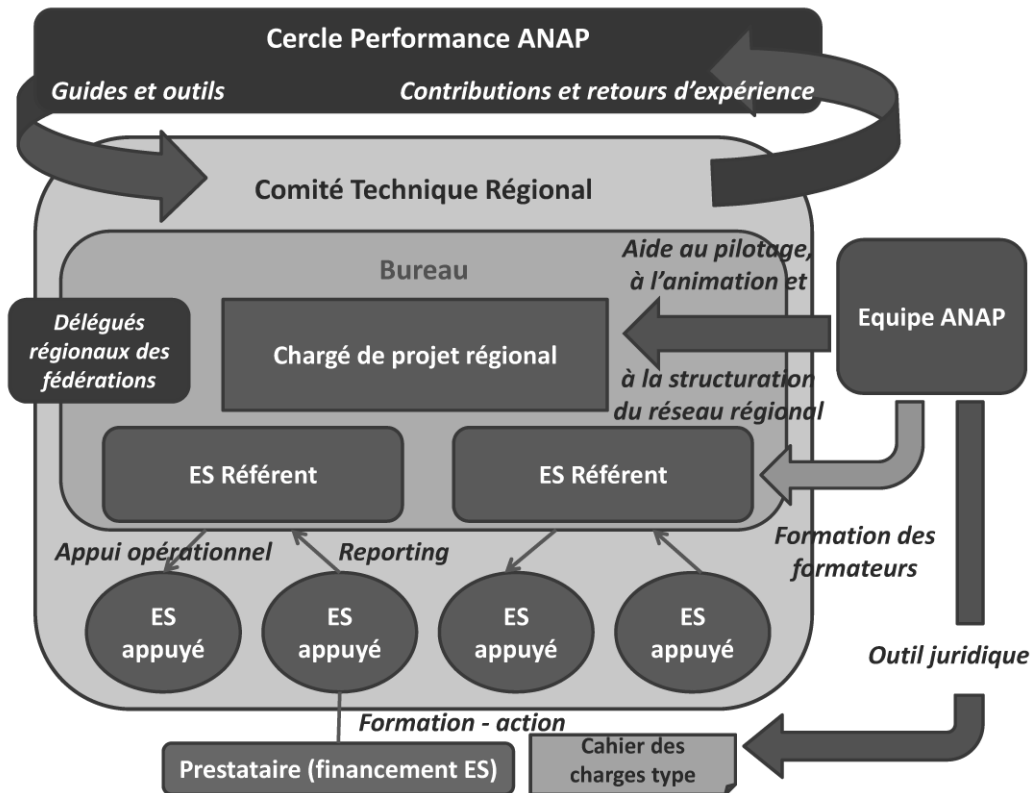 Cercle Performance ANAP
Guides et outils
Contributions et retours d'expérience
Comité Technique Régional
Bureau
Aide au pilotage,
à l'animation et
Equipe ANAP
Délégués
régionaux des
fédérations
Chargé de projet régional
à la structuration
du réseau régional
ES Référent
ES Référent
Appui opérationnel
Reporting
Formation des
formateurs
ES
appuyé
ES
appuyé
ES
appuyé
ES
appuyé
Outil juridique
Formation - action
Prestataire (financement ES)
Cahier des
charges type